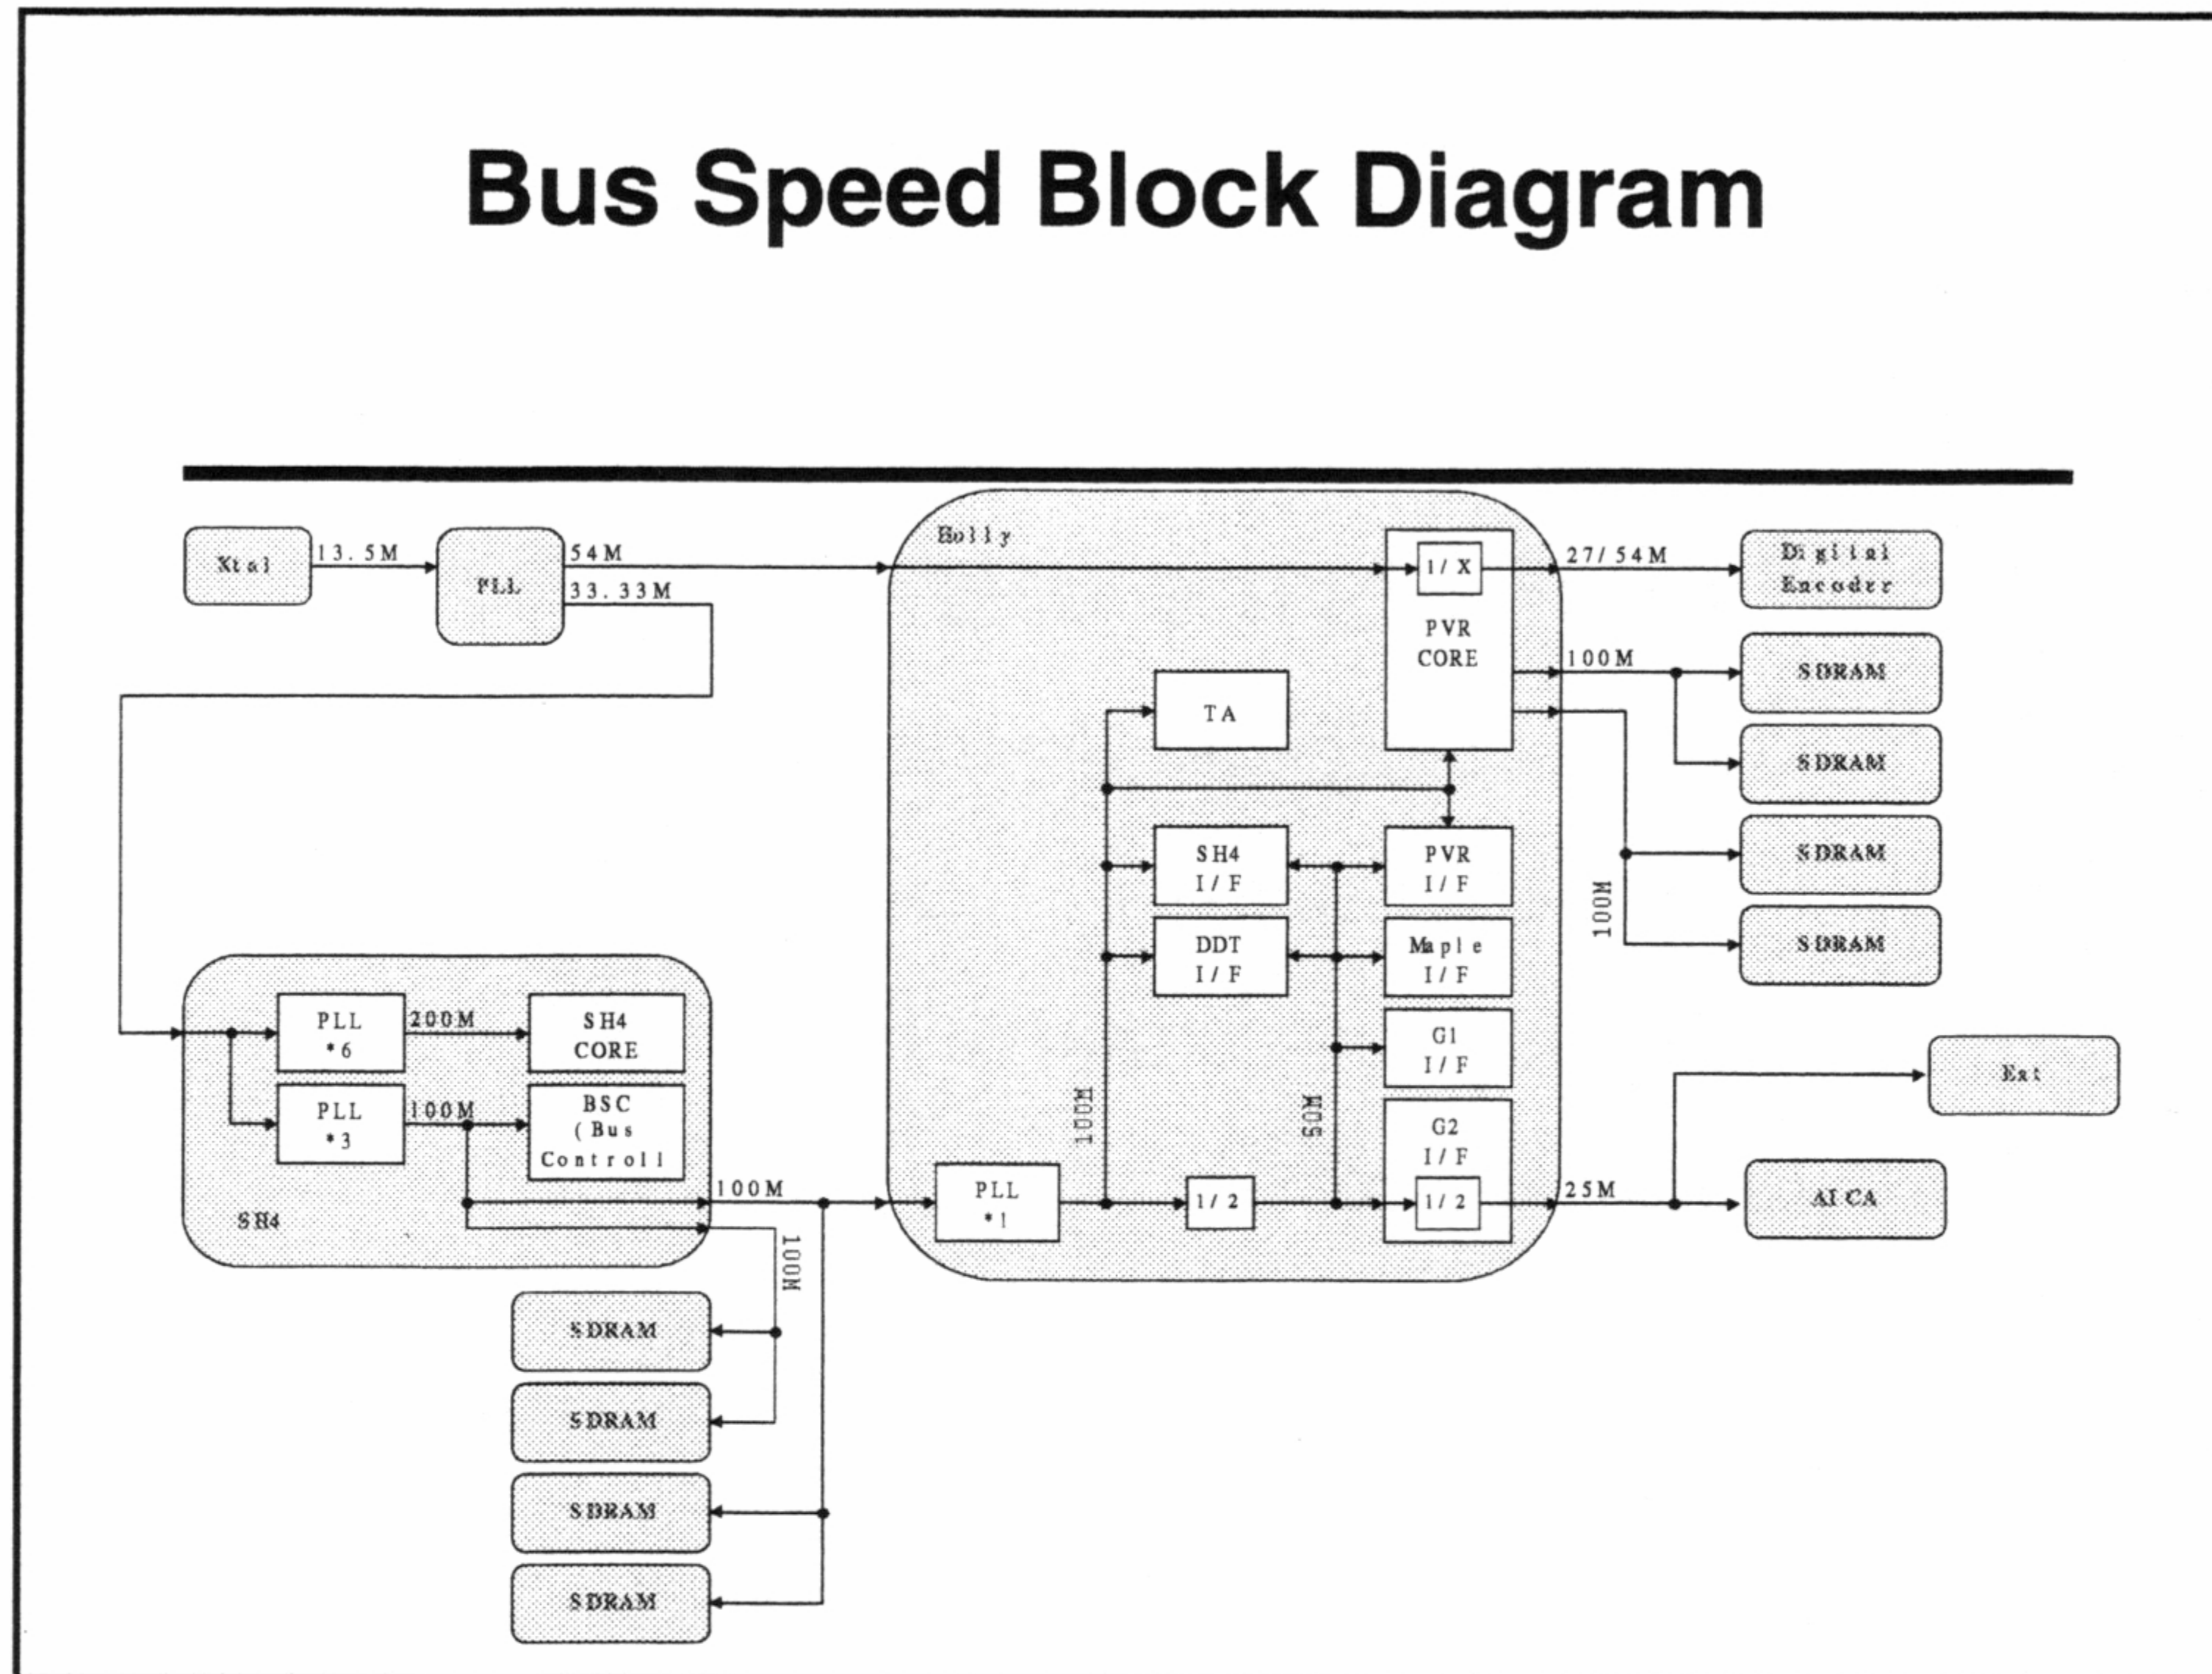 Bus Speed Block Diagram
Xtal
13.5M
PLL
54M
33.33M
Holly
1/X
PVR
CORE
27/54M
Digital
Encoder
100M
SDRAM
SDRAM
100M
SDRAM
SDRAM
TA
SH4
I/F
PVR
I/F
DDT
I/F
Maple
I/F
G1
I/F
G2
I/F
1/2
100M
50M
PLL
*1
1/2
25M
Ext
AICA
PLL
*6
200M
SH4
CORE
PLL
*3
100M
BSC
(Bus
Controll
SH4
100M
100M
SDRAM
SDRAM
SDRAM
SDRAM